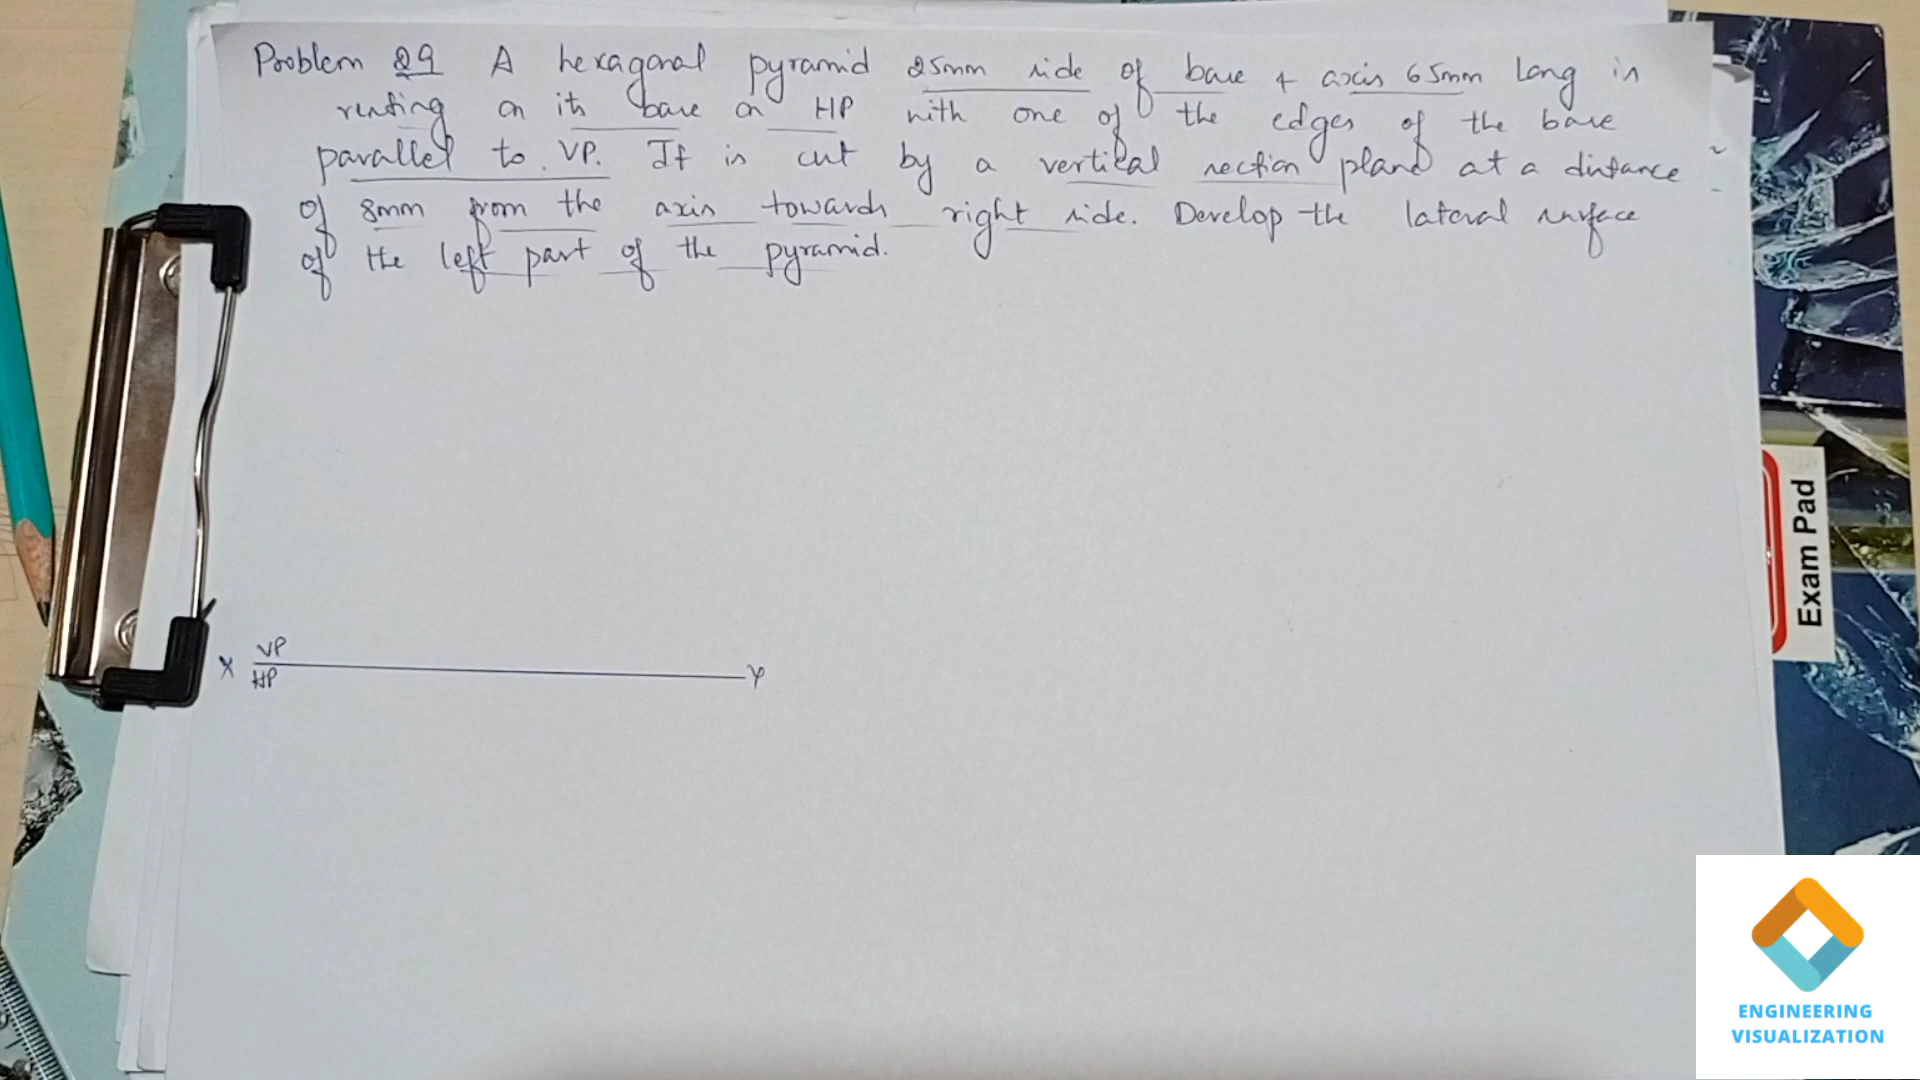 Problem 29 A hexagonal pyramid 25mm side of base & axis 65mm long is
resting on its base on HP with one of the edges of the base
parallel to VP. It is cut by a vertical section plane at a distance
of 8mm from the axis towards right side. Develop the lateral surface
of the left part of the pyramid.
VP
X Y
HP
Exam Pad
ENGINEERING
VISUALIZATION